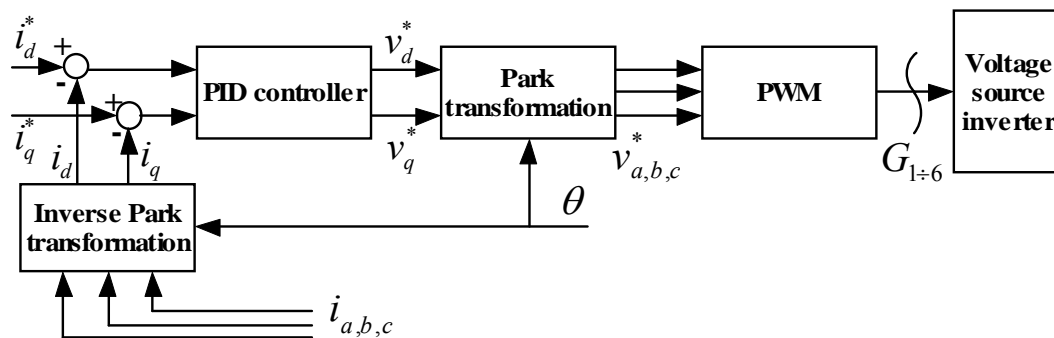 i_d^*
+
-
i_q^*
+
-
i_d
i_q
PID controller
v_d^*
v_q^*
Park
transformation
v_{a,b,c}^*
PWM
G_{1÷6}
Voltage
source
inverter
Inverse Park
transformation
θ
i_{a,b,c}